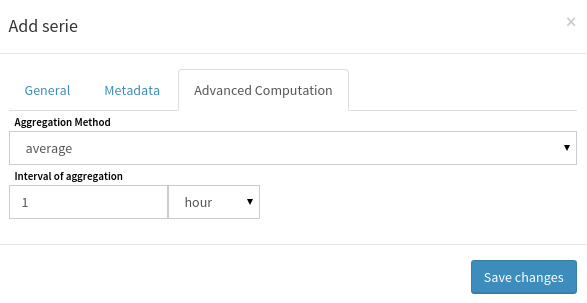 Add serie
×
General Metadata Advanced Computation
Aggregation Method
average
Interval of aggregation
1 hour
Save changes